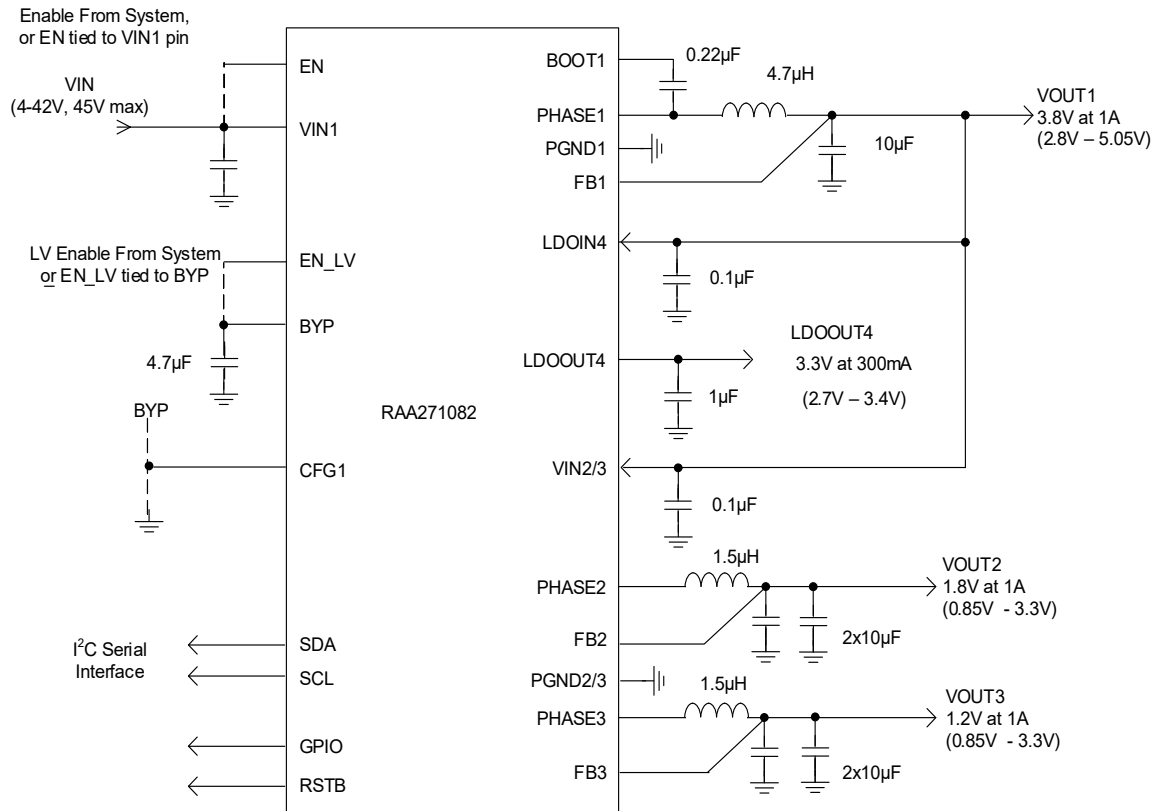 Enable From System,
or EN tied to VIN1 pin
VIN
(4-42V, 45V max)
EN
VIN1
LV Enable From System
or EN_LV tied to BYP
EN_LV
BYP
4.7µF
BYP
CFG1
I²C Serial
Interface
SDA
SCL
GPIO
RSTB
RAA271082
BOOT1
0.22µF
4.7µH
PHASE1
VOUT1
3.8V at 1A
(2.8V – 5.05V)
PGND1
10µF
FB1
LDOIN4
0.1µF
LDOOUT4
LDOOUT4
3.3V at 300mA
(2.7V – 3.4V)
1µF
VIN2/3
0.1µF
1.5µH
PHASE2
VOUT2
1.8V at 1A
(0.85V - 3.3V)
FB2
2x10µF
PGND2/3
1.5µH
PHASE3
VOUT3
1.2V at 1A
(0.85V - 3.3V)
FB3
2x10µF